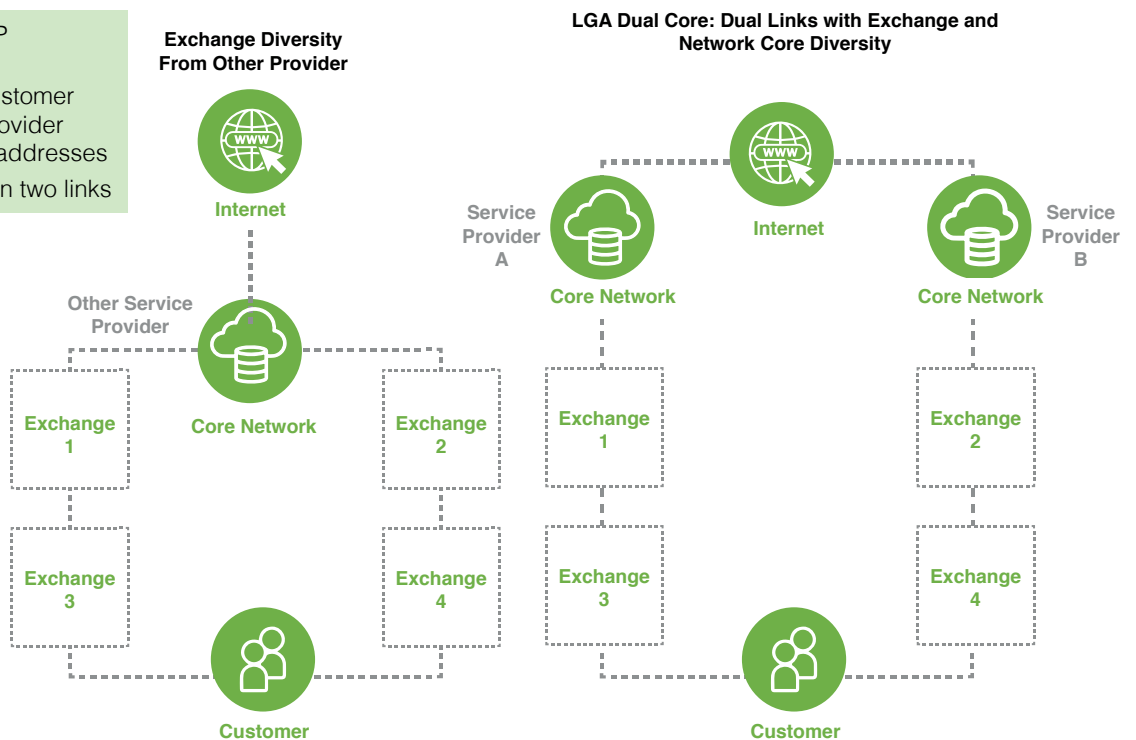 P
stomer
ovider
addresses
n two links
Exchange Diversity
From Other Provider
www
Internet
Other Service
Provider
Core Network
Exchange
1
Exchange
2
Exchange
3
Exchange
4
Customer
LGA Dual Core: Dual Links with Exchange and
Network Core Diversity
www
Internet
Service
Provider
A
Core Network
Service
Provider
B
Core Network
Exchange
1
Exchange
2
Exchange
3
Exchange
4
Customer